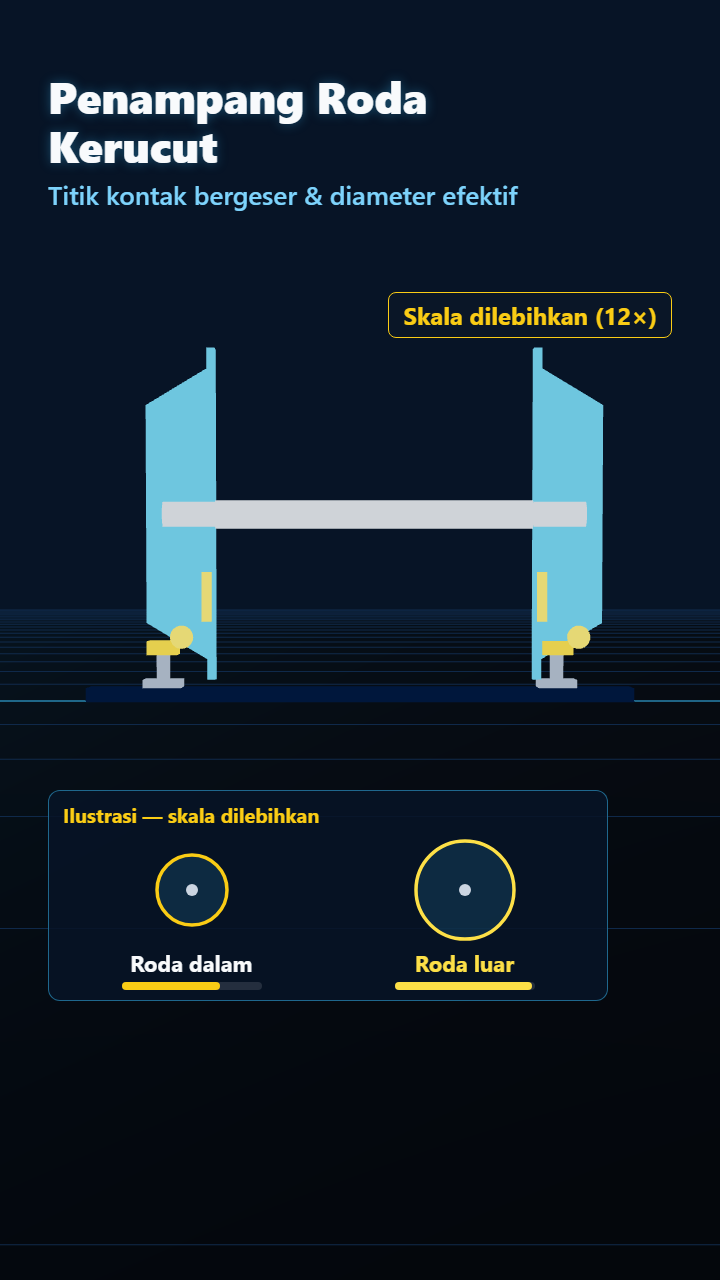 Penampang Roda
Kerucut
Titik kontak bergeser & diameter efektif
Skala dilebihkan (12×)
Ilustrasi — skala dilebihkan
Roda dalam
Roda luar